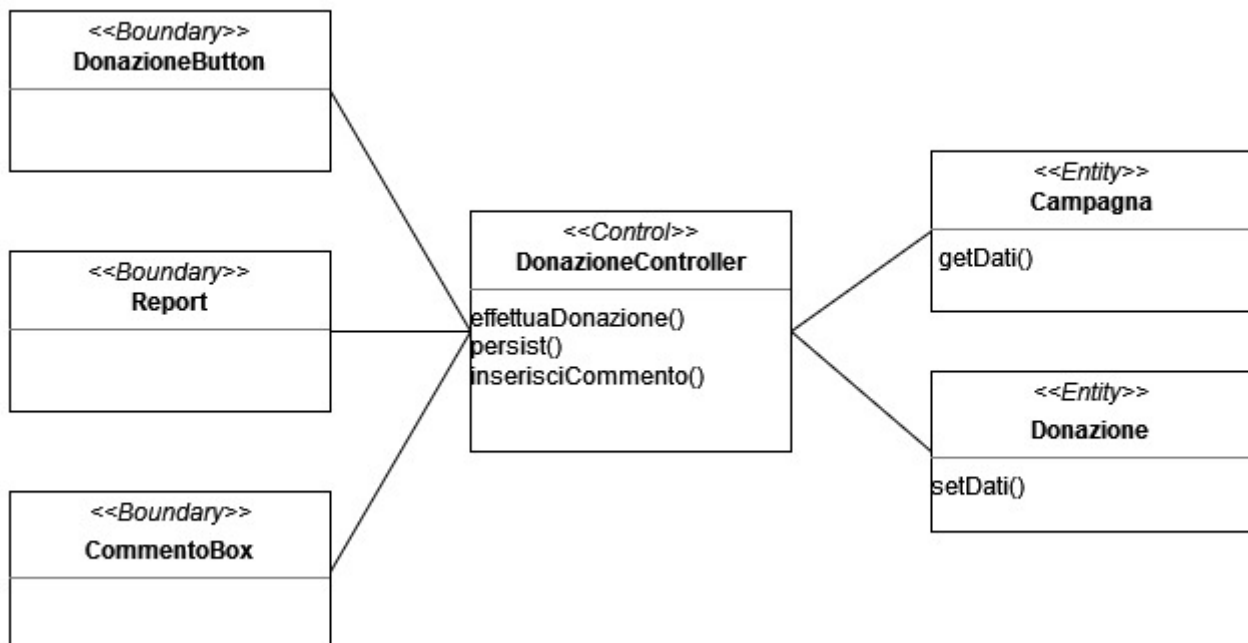 <<Boundary>>
DonazioneButton
<<Boundary>>
Report
<<Boundary>>
CommentoBox
<<Control>>
DonazioneController
effettuaDonazione()
persist()
inserisciCommento()
<<Entity>>
Campagna
getDati()
<<Entity>>
Donazione
setDati()